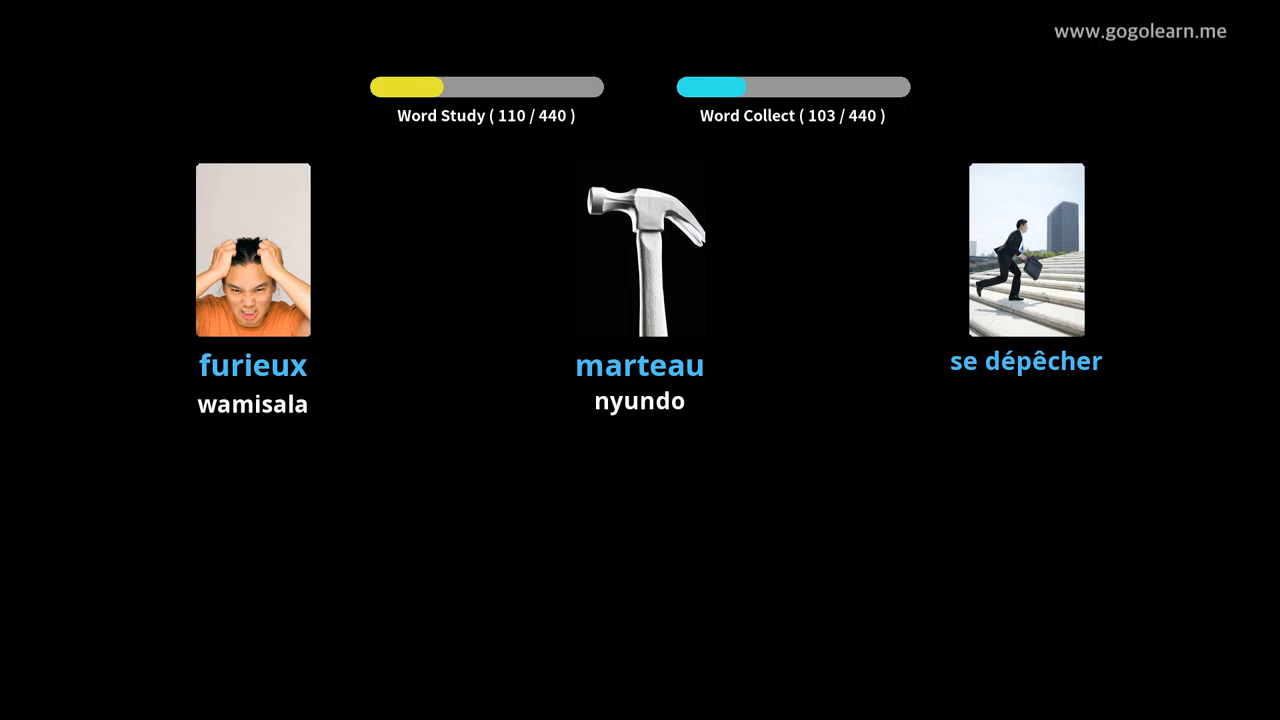 www.gogolearn.me
Word Study ( 110 / 440 )
Word Collect ( 103 / 440 )
furieux
marteau
se dépêcher
wamisala
nyundo